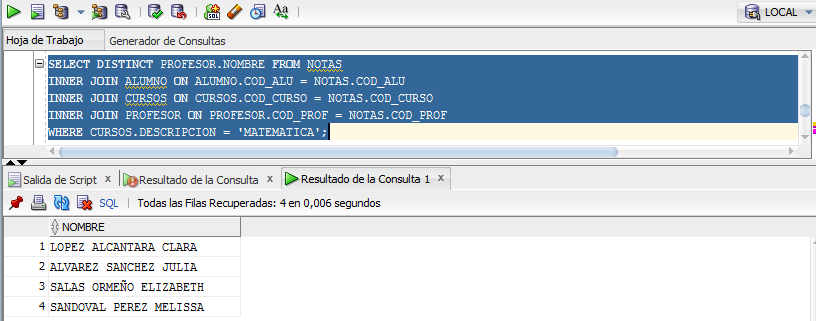 LOCAL
Hoja de Trabajo Generador de Consultas
SELECT DISTINCT PROFESOR.NOMBRE FROM NOTAS
INNER JOIN ALUMNO ON ALUMNO.COD_ALU = NOTAS.COD_ALU
INNER JOIN CURSOS ON CURSOS.COD_CURSO = NOTAS.COD_CURSO
INNER JOIN PROFESOR ON PROFESOR.COD_PROF = NOTAS.COD_PROF
WHERE CURSOS.DESCRIPCION = 'MATEMATICA';
Salida de Script x Resultado de la Consulta x Resultado de la Consulta 1 x
SQL | Todas las Filas Recuperadas: 4 en 0,006 segundos
NOMBRE
1 LOPEZ ALCANTARA CLARA
2 ALVAREZ SANCHEZ JULIA
3 SALAS ORMEÑO ELIZABETH
4 SANDOVAL PEREZ MELISSA